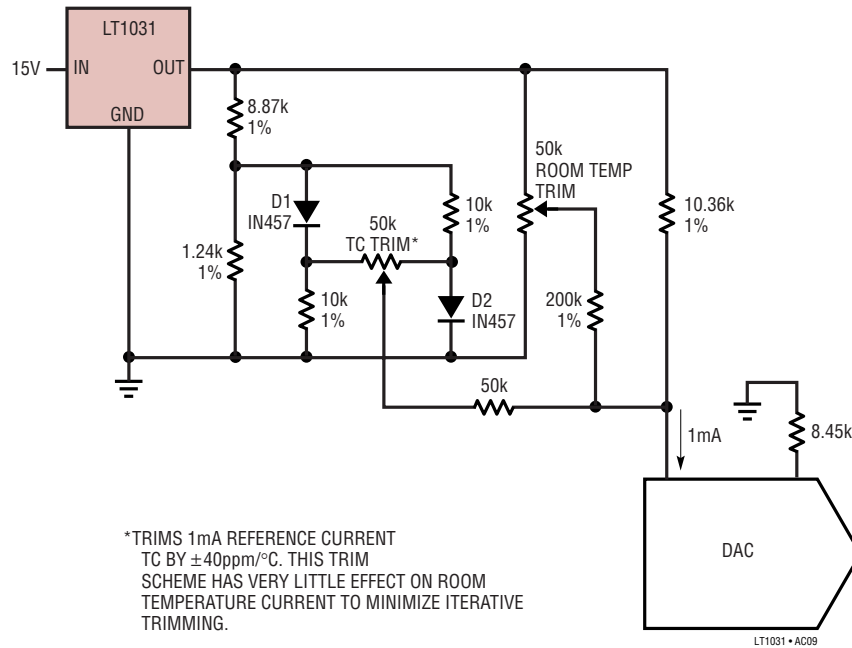 LT1031
15V
IN
OUT
GND
8.87k
1%
50k
ROOM TEMP
TRIM
D1
IN457
10k
1%
10.36k
1%
50k
TC TRIM*
1.24k
1%
10k
1%
D2
IN457
200k
1%
50k
1mA
8.45k
DAC
*TRIMS 1mA REFERENCE CURRENT
TC BY ±40ppm/°C. THIS TRIM
SCHEME HAS VERY LITTLE EFFECT ON ROOM
TEMPERATURE CURRENT TO MINIMIZE ITERATIVE
TRIMMING.
LT1031 • AC09